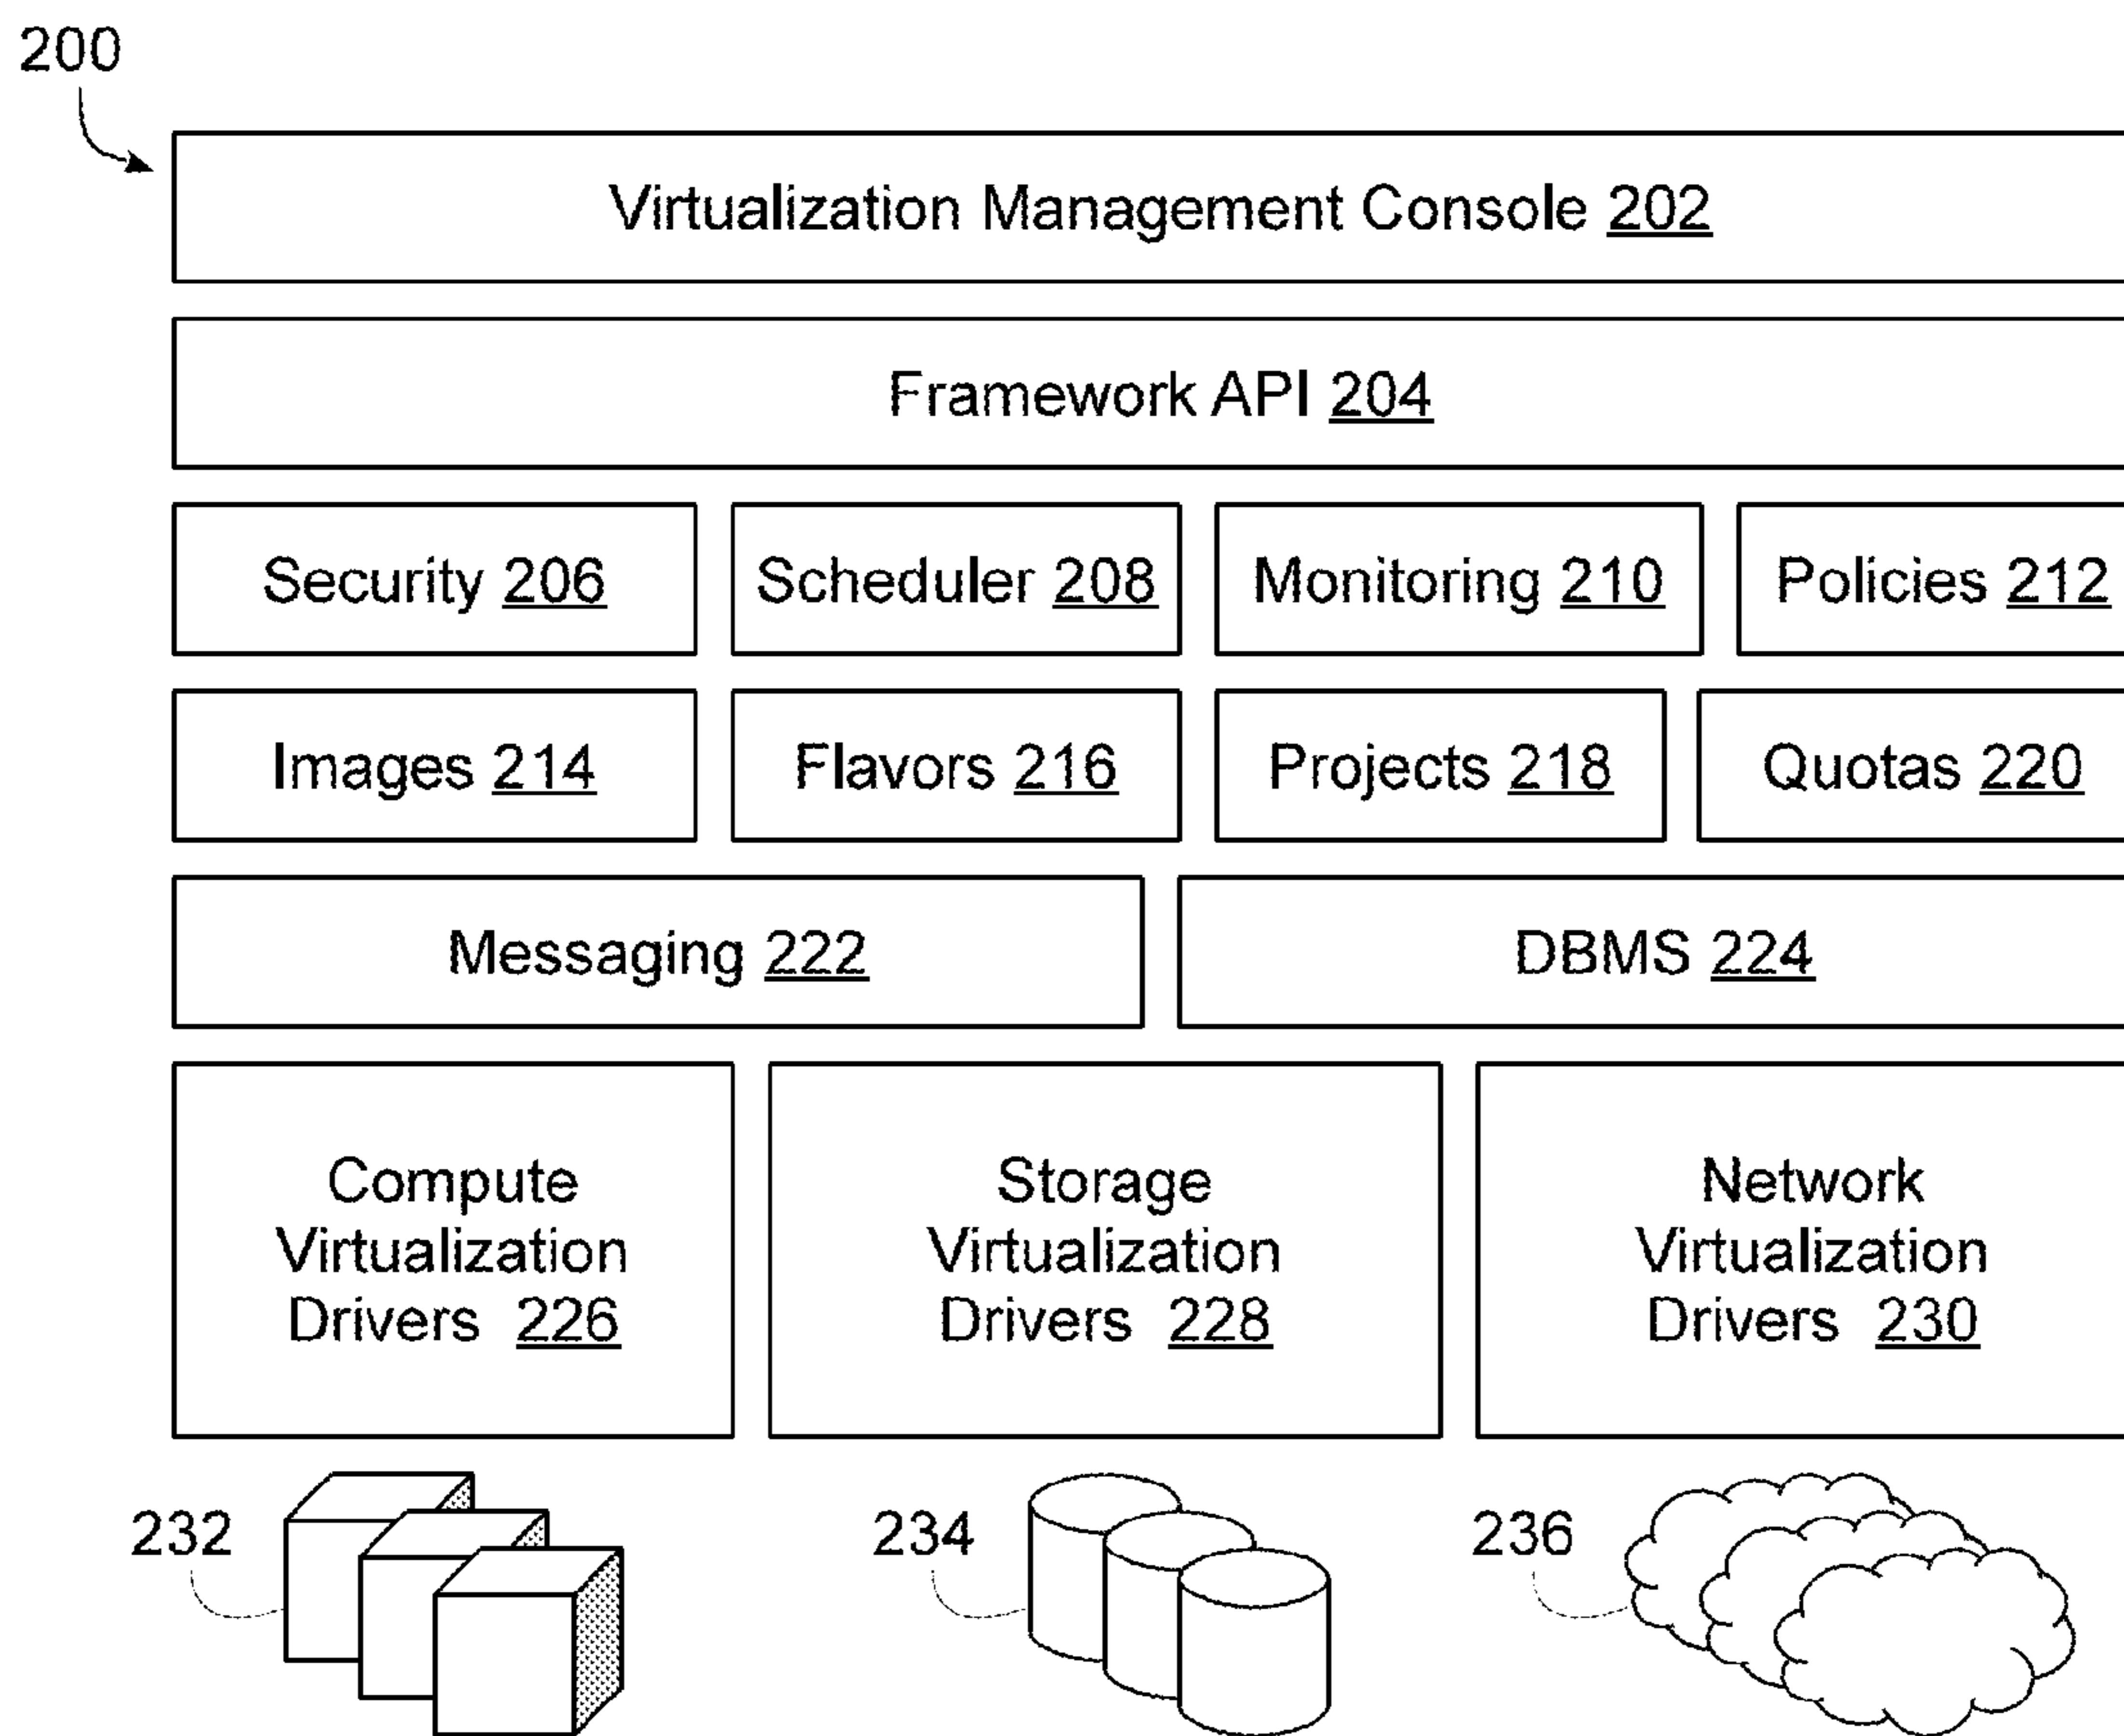 200
Virtualization Management Console 202
Framework API 204
Security 206 Scheduler 208 Monitoring 210 Policies 212
Images 214 Flavors 216 Projects 218 Quotas 220
Messaging 222 DBMS 224
Compute
Virtualization
Drivers 226
Storage
Virtualization
Drivers 228
Network
Virtualization
Drivers 230
232 234 236